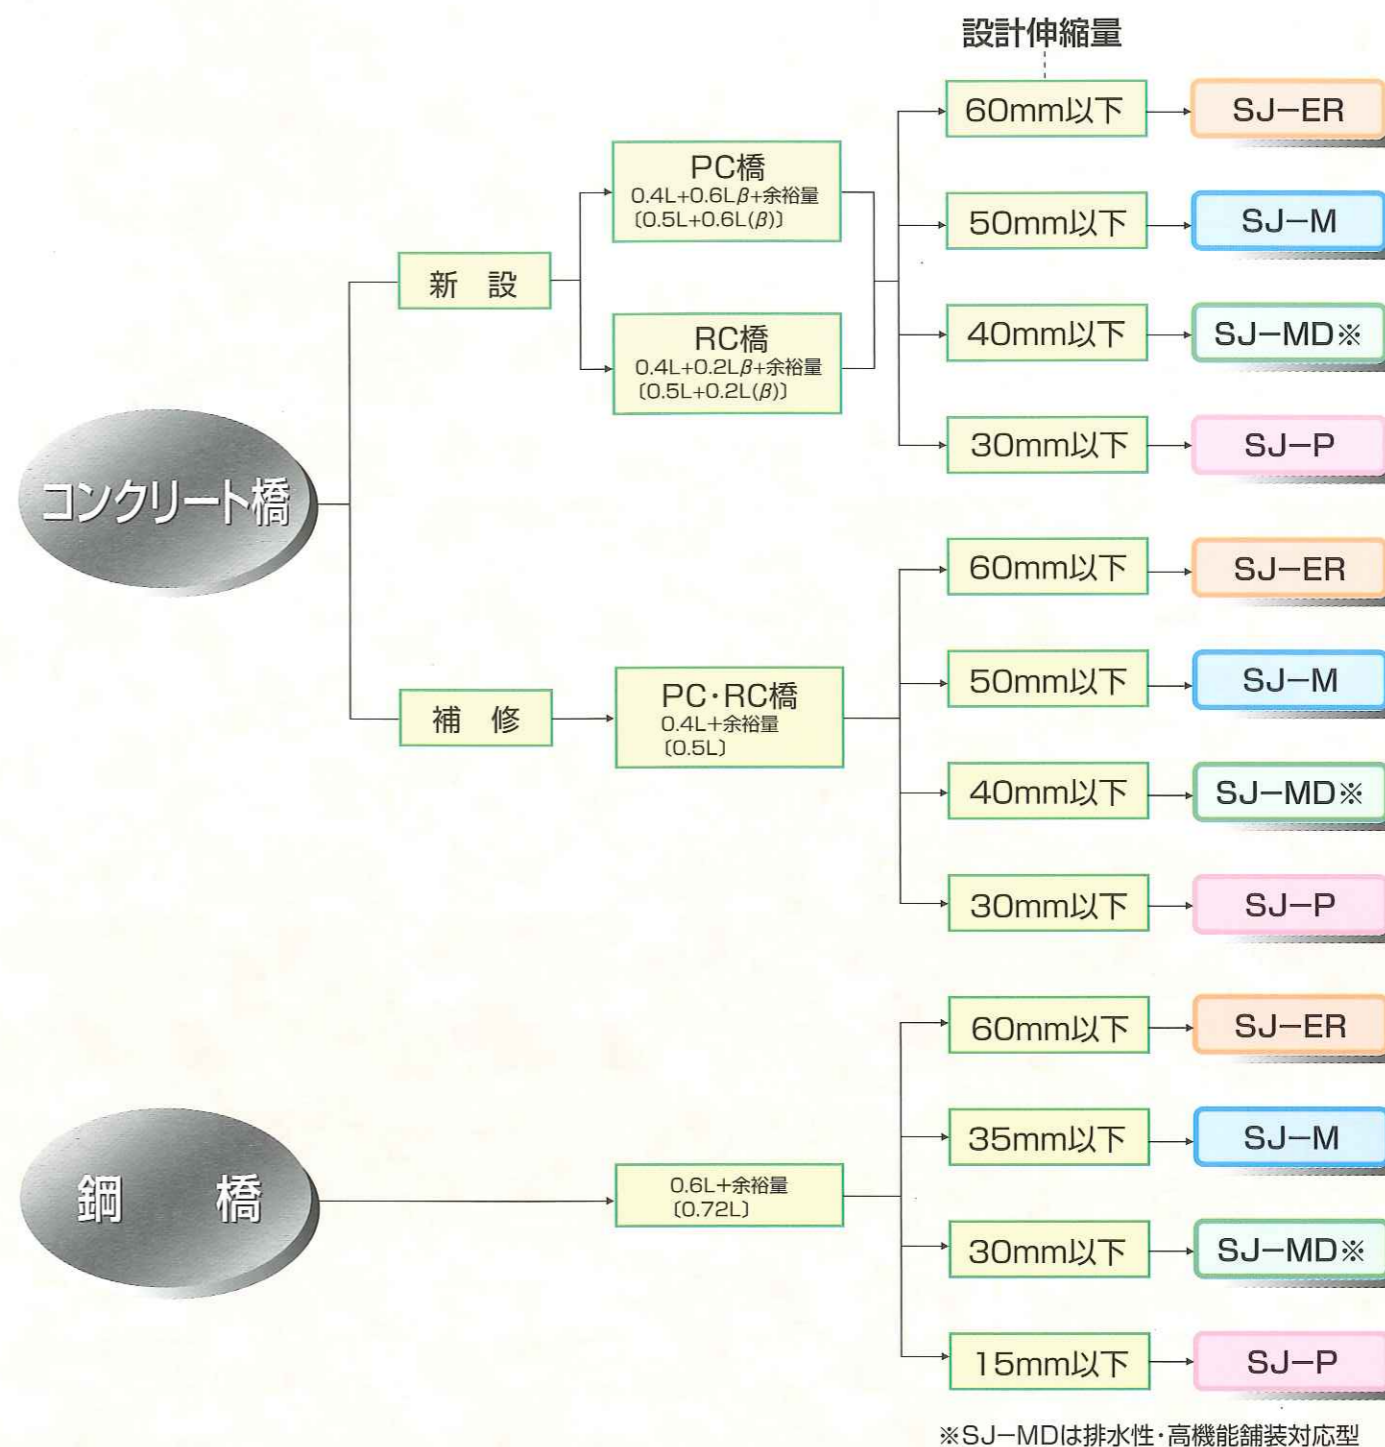 設計伸縮量
60mm以下
SJ−ER
PC橋
0.4L+0.6Lβ+余裕量
〔0.5L+0.6L(β)〕
50mm以下
SJ−M
新 設
RC橋
0.4L+0.2Lβ+余裕量
〔0.5L+0.2L(β)〕
40mm以下
SJ−MD※
30mm以下
SJ−P
コンクリート橋
60mm以下
SJ−ER
補 修
PC・RC橋
0.4L+余裕量
〔0.5L〕
50mm以下
SJ−M
40mm以下
SJ−MD※
30mm以下
SJ−P
鋼 橋
0.6L+余裕量
〔0.72L〕
60mm以下
SJ−ER
35mm以下
SJ−M
30mm以下
SJ−MD※
15mm以下
SJ−P
※SJ−MDは排水性・高機能舗装対応型